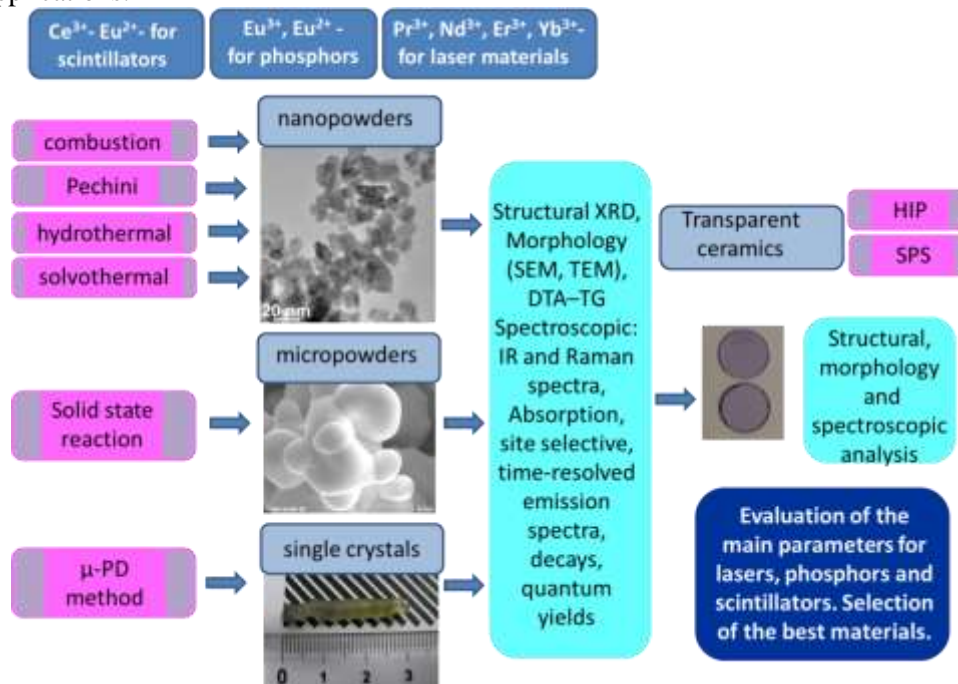 applications.
Ce³⁺- Eu²⁺- for
scintillators
Eu³⁺, Eu²⁺ -
for phosphors
Pr³⁺, Nd³⁺, Er³⁺, Yb³⁺-
for laser materials
combustion
Pechini
hydrothermal
solvothermal
nanopowders
20 nm
Solid state
reaction
micropowders
μ-PD
method
single crystals
0 1 2 3
Structural XRD,
Morphology
(SEM, TEM),
DTA–TG
Spectroscopic:
IR and Raman
spectra,
Absorption,
site selective,
time-resolved
emission
spectra,
decays,
quantum
yields
Transparent
ceramics
HIP
SPS
Structural,
morphology
and
spectroscopic
analysis
Evaluation of the
main parameters for
lasers, phosphors and
scintillators. Selection
of the best materials.